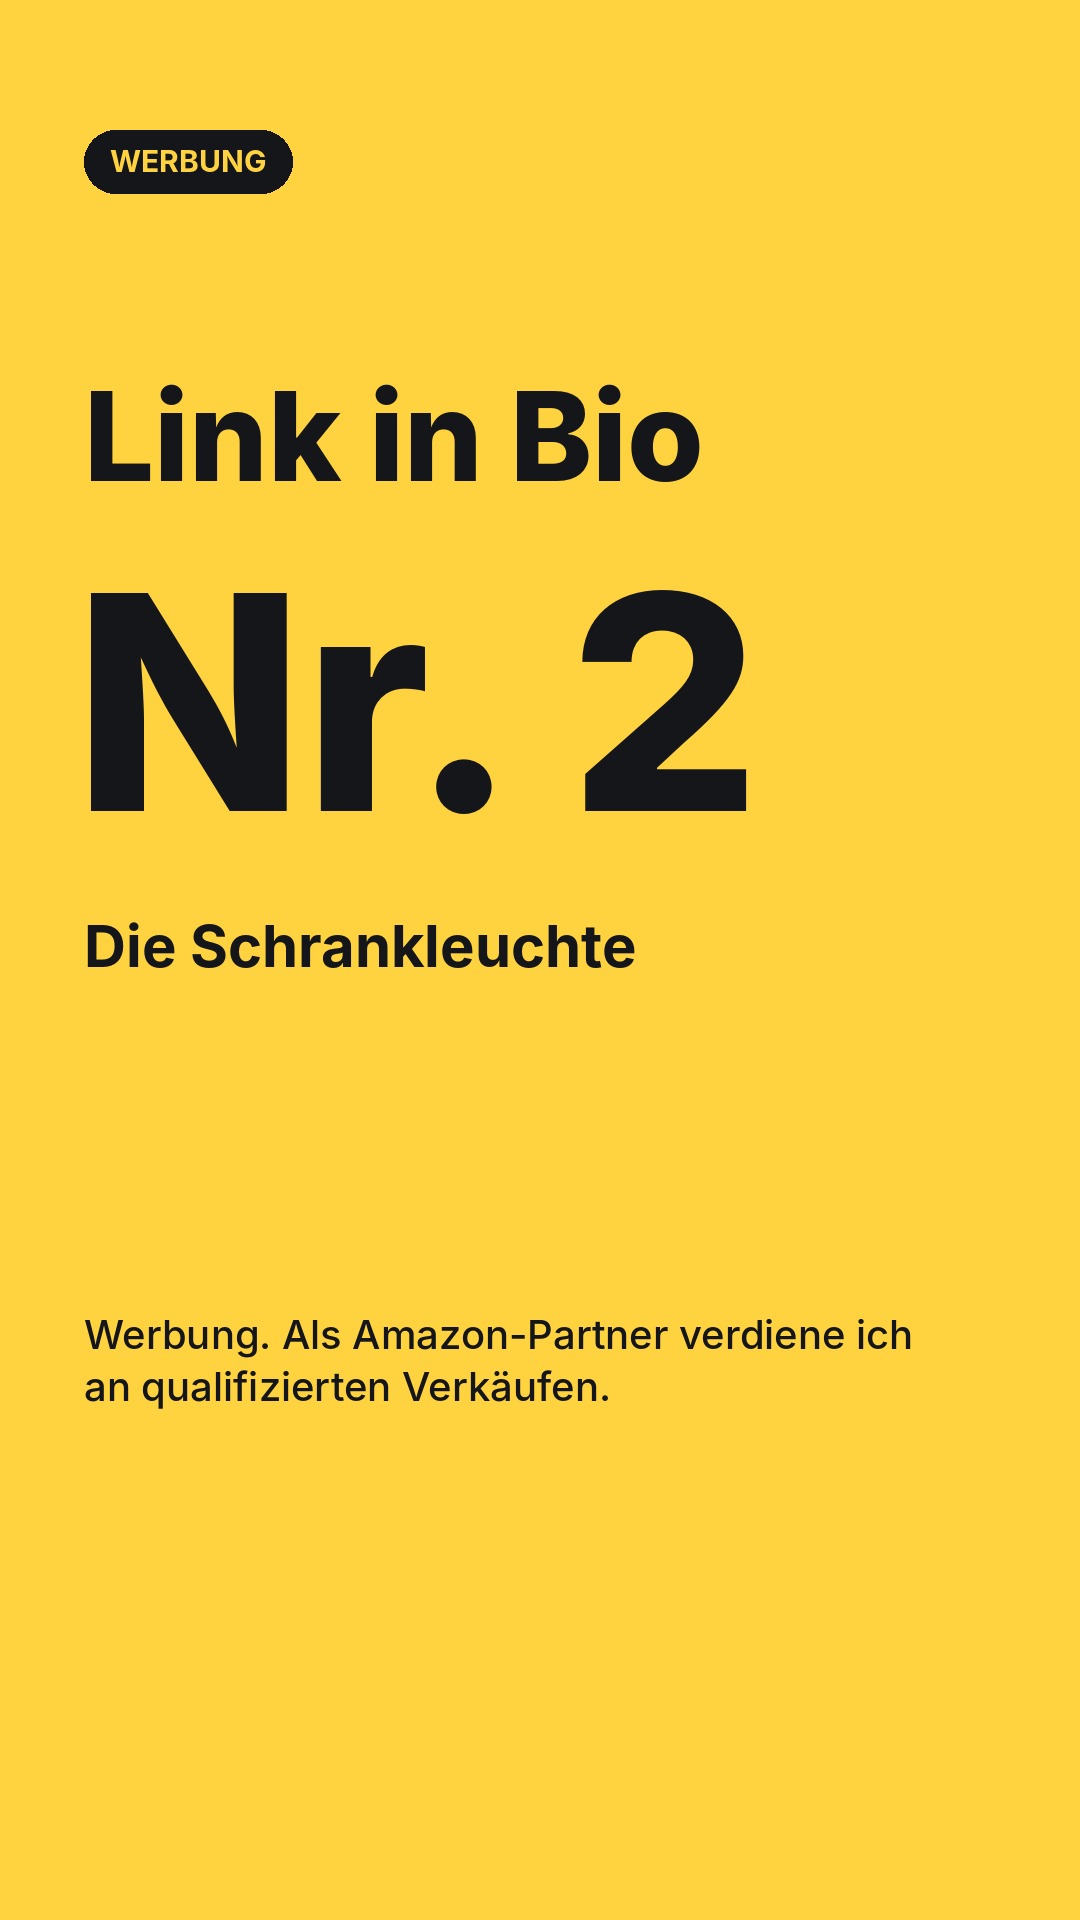 WERBUNG
Link in Bio
Nr. 2
Die Schrankleuchte
Werbung. Als Amazon-Partner verdiene ich
an qualifizierten Verkäufen.